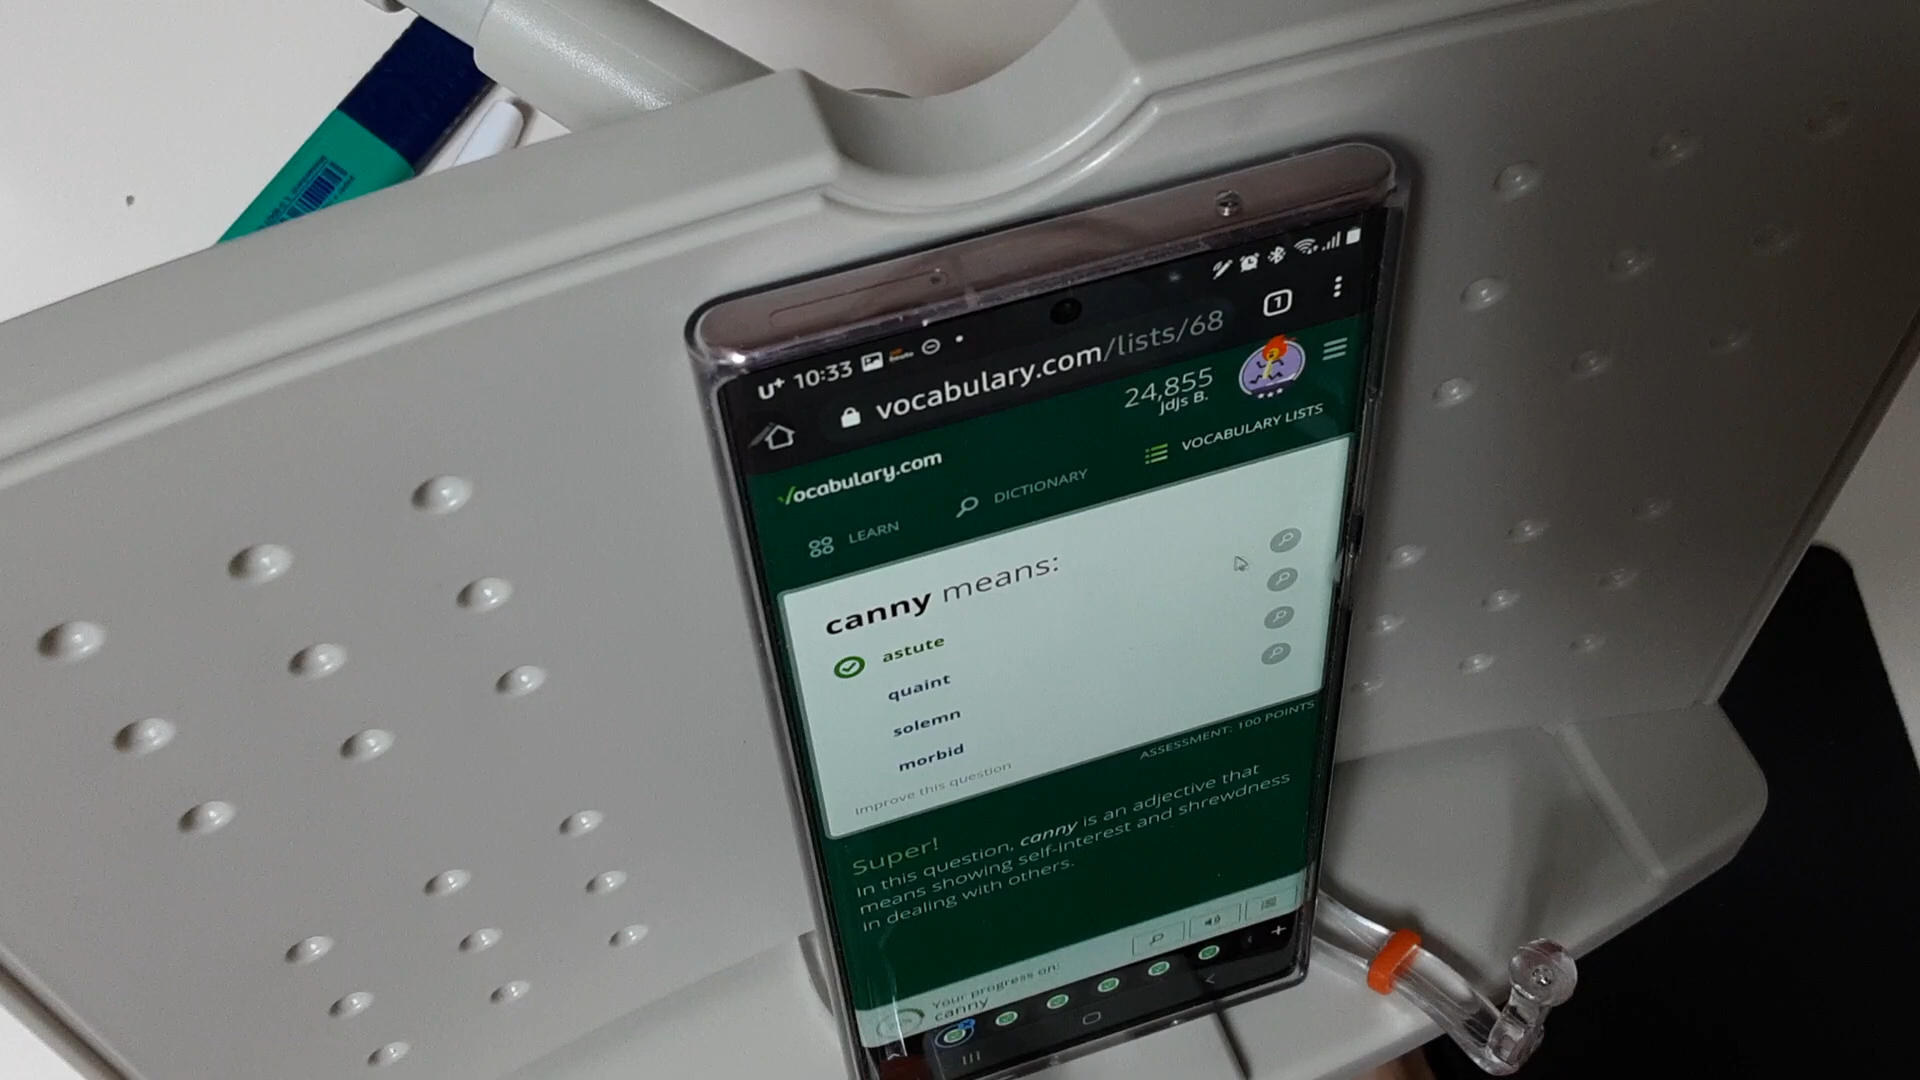 U+ 10:33
1
vocabulary.com/lists/68
24,855
jdjs B.
Vocabulary.com
LEARN
DICTIONARY
VOCABULARY LISTS
canny means:
astute
quaint
solemn
morbid
Improve this question
ASSESSMENT: 100 POINTS
Super!
In this question, canny is an adjective that
means showing self-interest and shrewdness
in dealing with others.
Your progress on:
canny